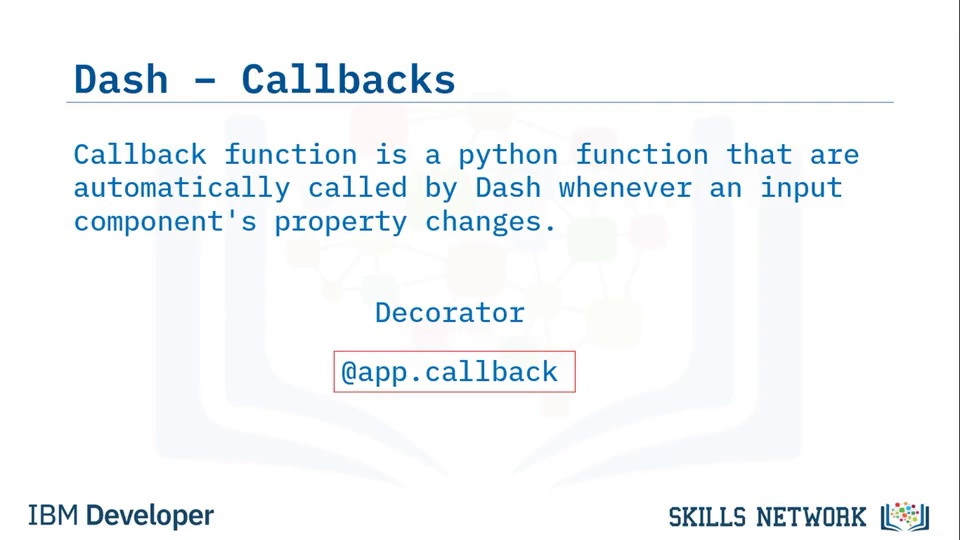 Dash – Callbacks
Callback function is a python function that are
automatically called by Dash whenever an input
component's property changes.
Decorator
@app.callback
IBM Developer
SKILLS NETWORK